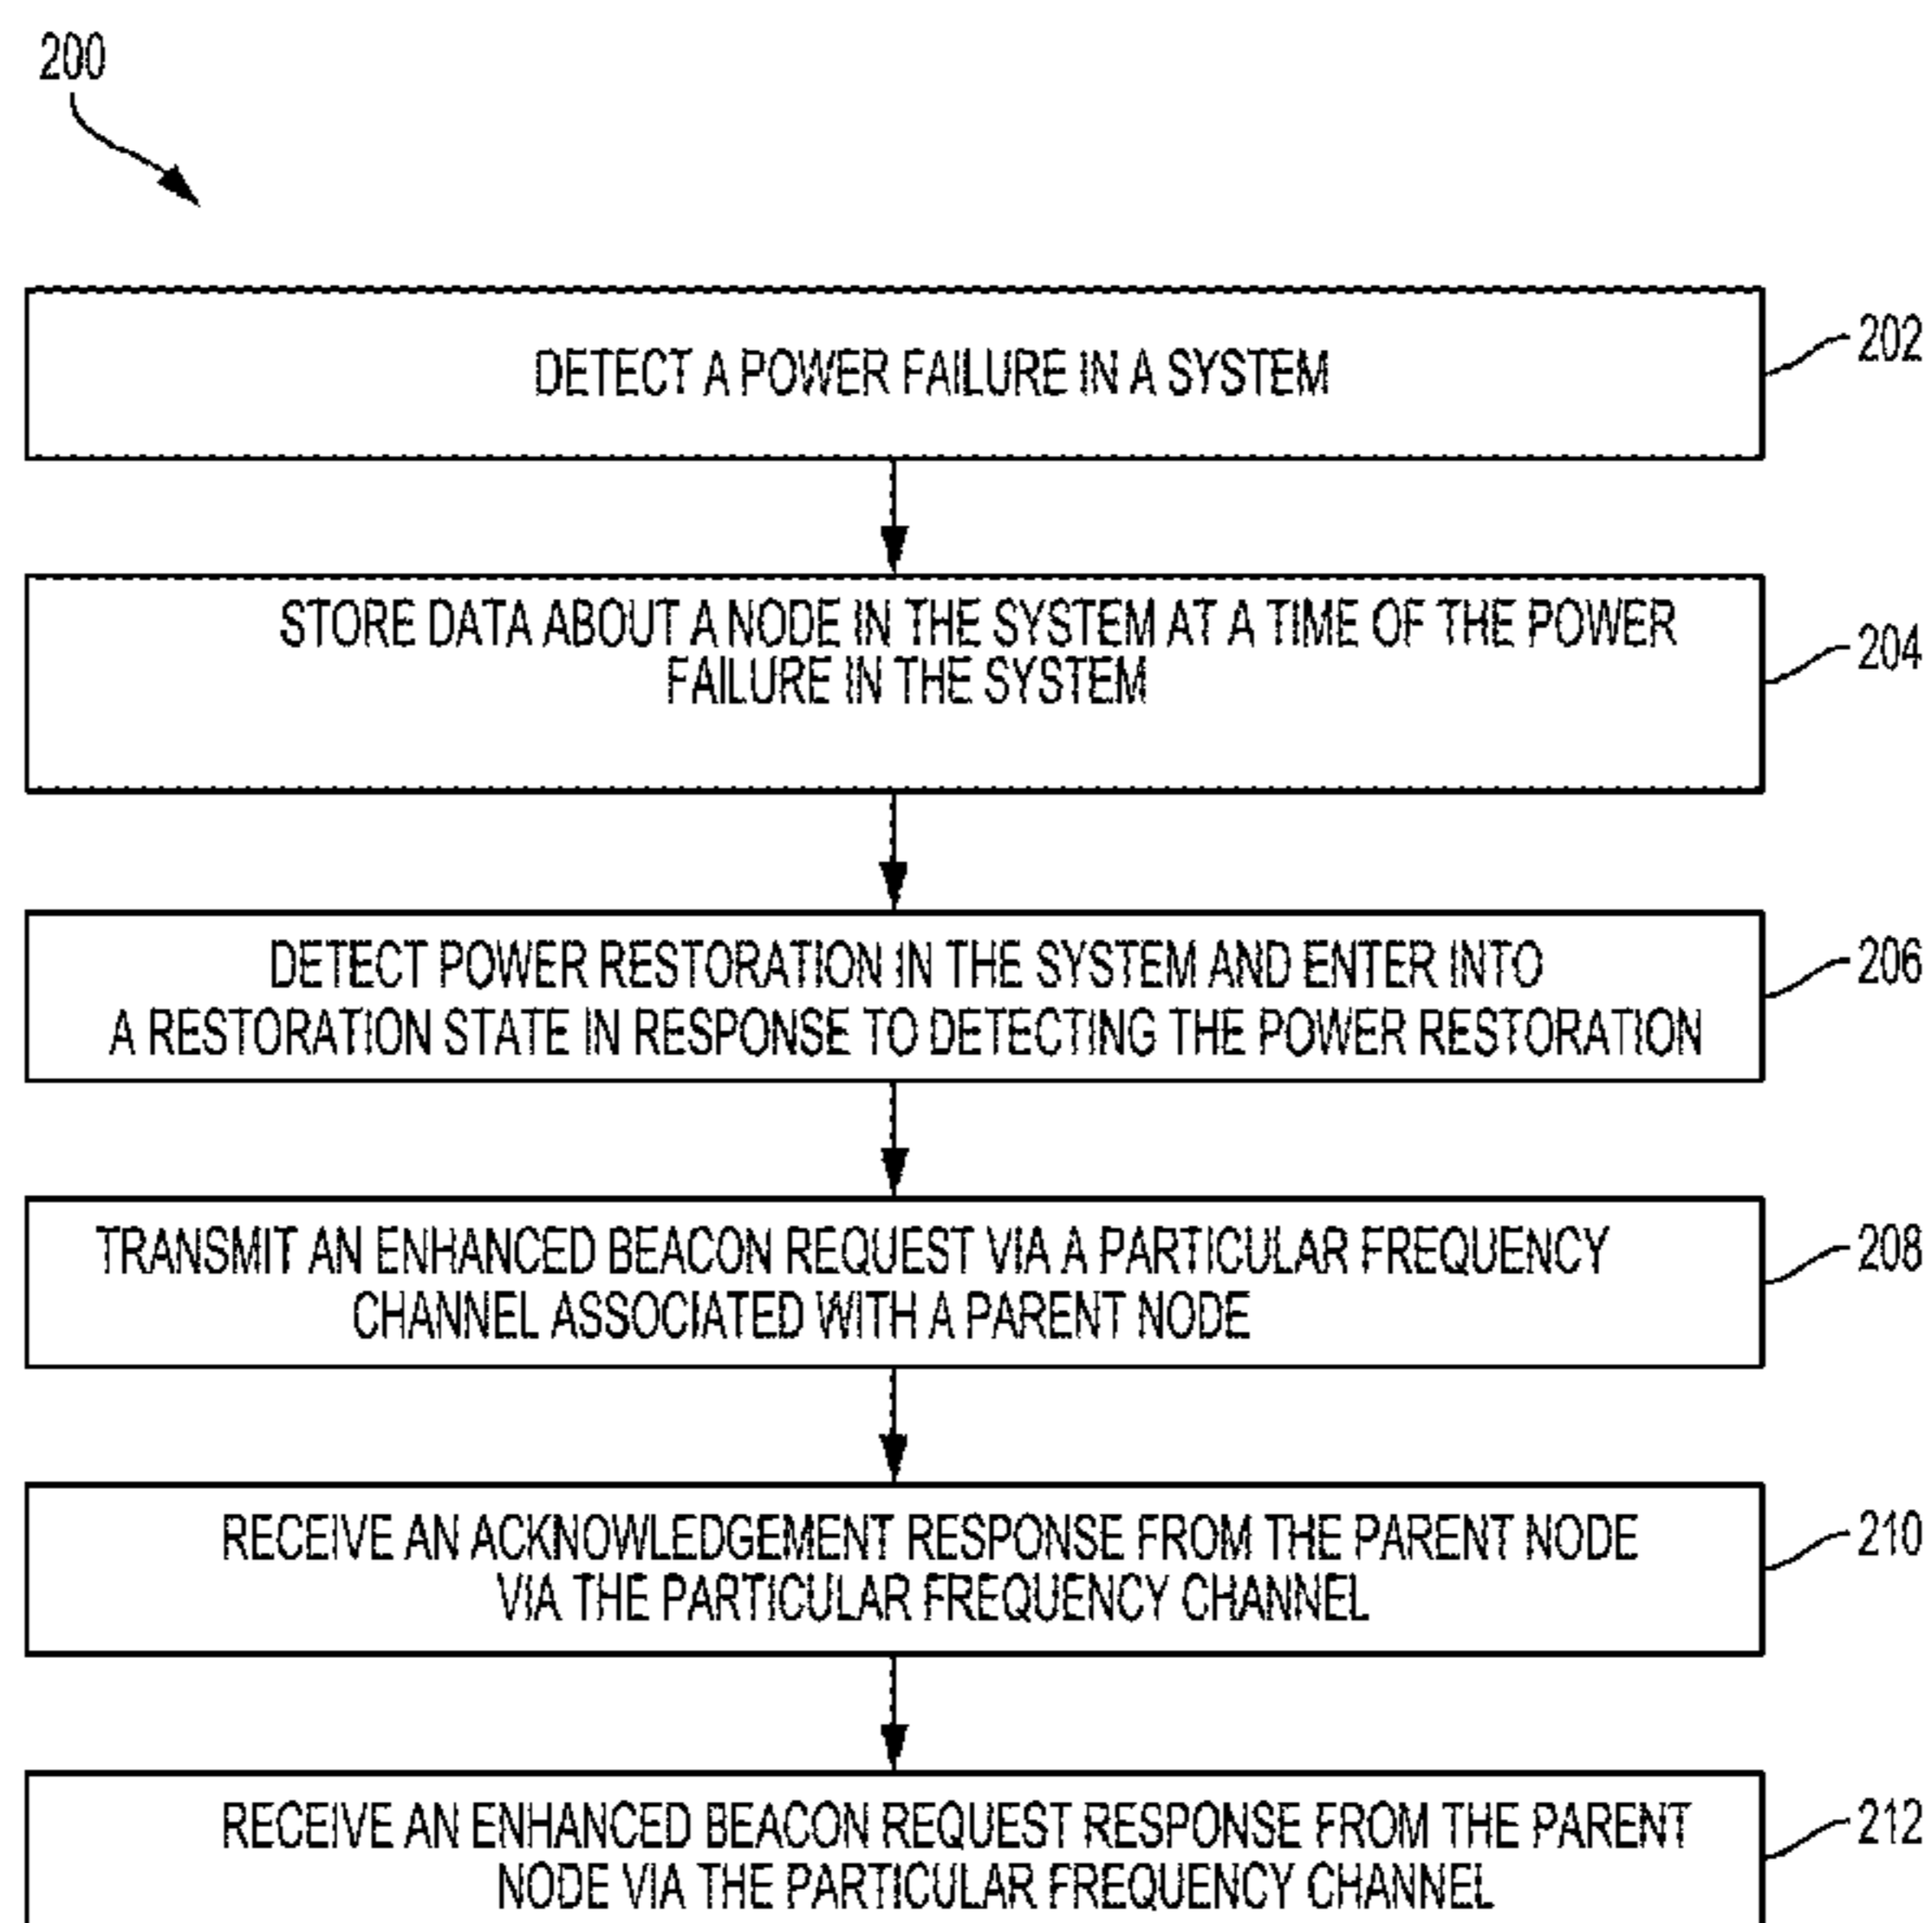 200
DETECT A POWER FAILURE IN A SYSTEM
202
STORE DATA ABOUT A NODE IN THE SYSTEM AT A TIME OF THE POWER
FAILURE IN THE SYSTEM
204
DETECT POWER RESTORATION IN THE SYSTEM AND ENTER INTO
A RESTORATION STATE IN RESPONSE TO DETECTING THE POWER RESTORATION
206
TRANSMIT AN ENHANCED BEACON REQUEST VIA A PARTICULAR FREQUENCY
CHANNEL ASSOCIATED WITH A PARENT NODE
208
RECEIVE AN ACKNOWLEDGEMENT RESPONSE FROM THE PARENT NODE
VIA THE PARTICULAR FREQUENCY CHANNEL
210
RECEIVE AN ENHANCED BEACON REQUEST RESPONSE FROM THE PARENT
NODE VIA THE PARTICULAR FREQUENCY CHANNEL
212